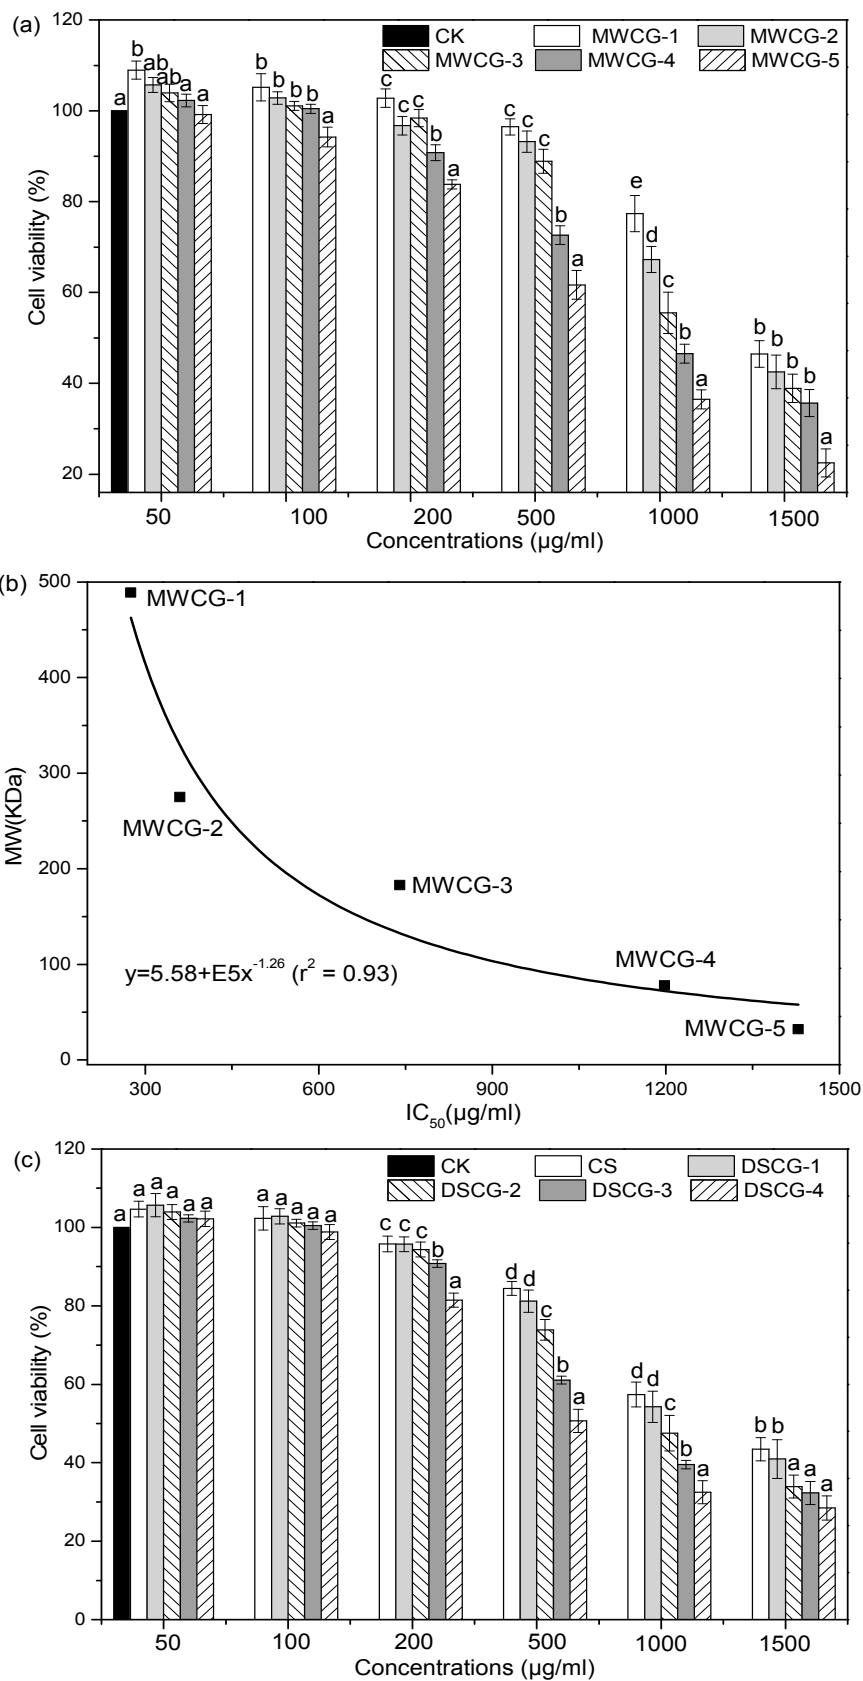 (a)
120
100
80
60
40
20
Cell viability (%)
CK MWCG-1 MWCG-2
MWCG-3 MWCG-4 MWCG-5
a b ab ab a a
b b b b a
c c c b a
c c c b a
e d c b a
b b b b a
50 100 200 500 1000 1500
Concentrations (µg/ml)
(b)
500
400
300
200
100
0
MW(KDa)
MWCG-1
MWCG-2
MWCG-3
MWCG-4
MWCG-5
y=5.58+E5x-1.26 (r2 = 0.93)
300 600 900 1200 1500
IC50(µg/ml)
(c)
120
100
80
60
40
20
0
Cell viability (%)
CK CS DSCG-1
DSCG-2 DSCG-3 DSCG-4
a a a a a a
a a a a a
c c c b a
d d c b a
d d c b a
b b a a a
50 100 200 500 1000 1500
Concentrations (µg/ml)